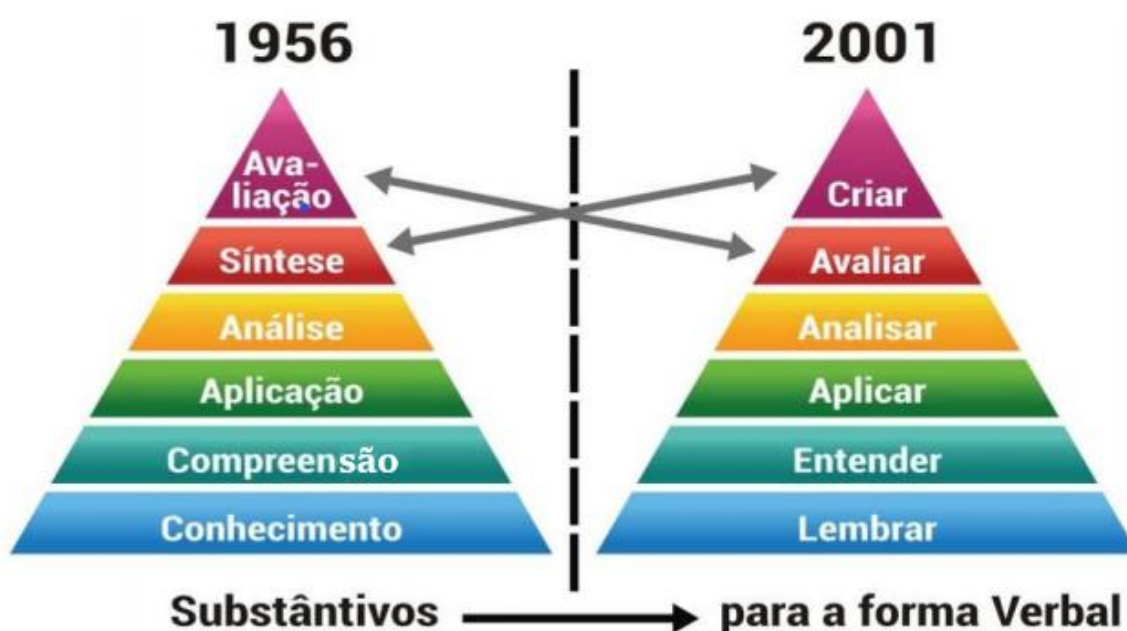 1956
Ava-
liação
Síntese
Análise
Aplicação
Compreensão
Conhecimento
2001
Criar
Avaliar
Analisar
Aplicar
Entender
Lembrar
Substântivos para a forma Verbal